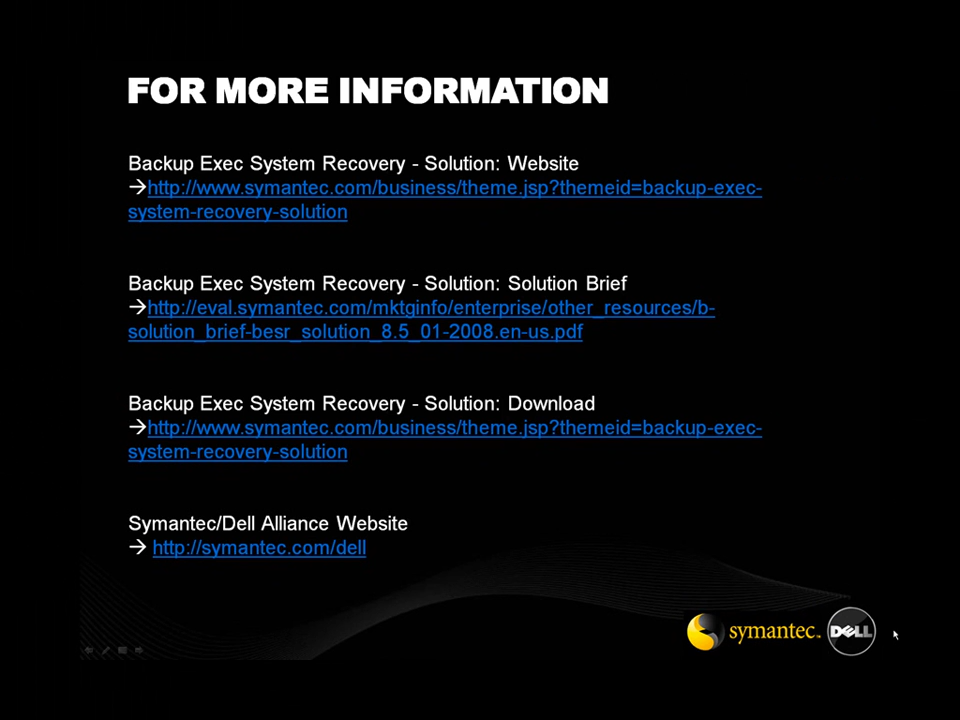 FOR MORE INFORMATION
Backup Exec System Recovery - Solution: Website
→http://www.symantec.com/business/theme.jsp?themeid=backup-exec-
system-recovery-solution
Backup Exec System Recovery - Solution: Solution Brief
→http://eval.symantec.com/mktginfo/enterprise/other_resources/b-
solution_brief-besr_solution_8.5_01-2008.en-us.pdf
Backup Exec System Recovery - Solution: Download
→http://www.symantec.com/business/theme.jsp?themeid=backup-exec-
system-recovery-solution
Symantec/Dell Alliance Website
→ http://symantec.com/dell
symantec™ DELL